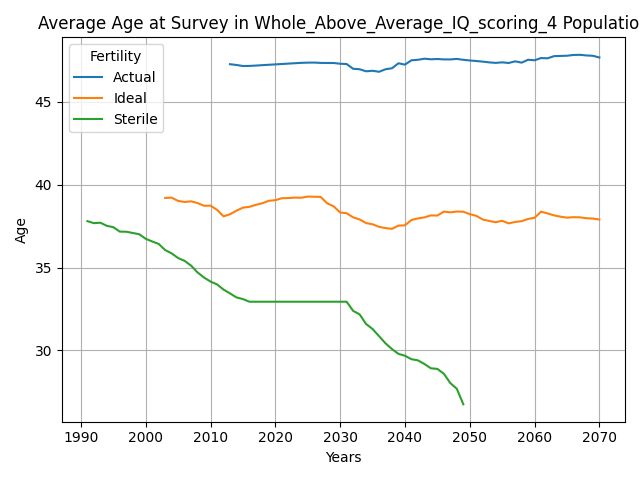 Average Age at Survey in Whole_Above_Average_IQ_scoring_4 Populatio
Fertility
Actual
Ideal
Sterile
Age
45
40
35
30
1990 2000 2010 2020 2030 2040 2050 2060 2070
Years